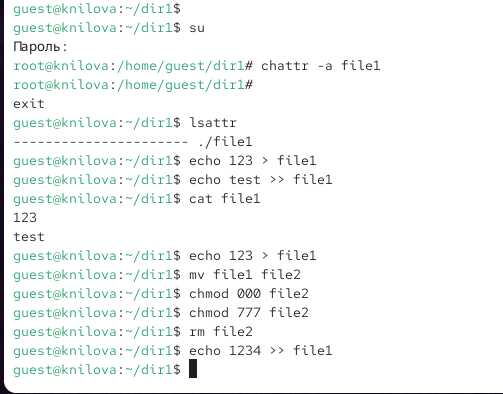 guest@knilova:~/dir1$
guest@knilova:~/dir1$ su
Пароль:
root@knilova:/home/guest/dir1# chattr -a file1
root@knilova:/home/guest/dir1#
exit
guest@knilova:~/dir1$ lsattr
---------------------- ./file1
guest@knilova:~/dir1$ echo 123 > file1
guest@knilova:~/dir1$ echo test >> file1
guest@knilova:~/dir1$ cat file1
123
test
guest@knilova:~/dir1$ echo 123 > file1
guest@knilova:~/dir1$ mv file1 file2
guest@knilova:~/dir1$ chmod 000 file2
guest@knilova:~/dir1$ chmod 777 file2
guest@knilova:~/dir1$ rm file2
guest@knilova:~/dir1$ echo 1234 >> file1
guest@knilova:~/dir1$